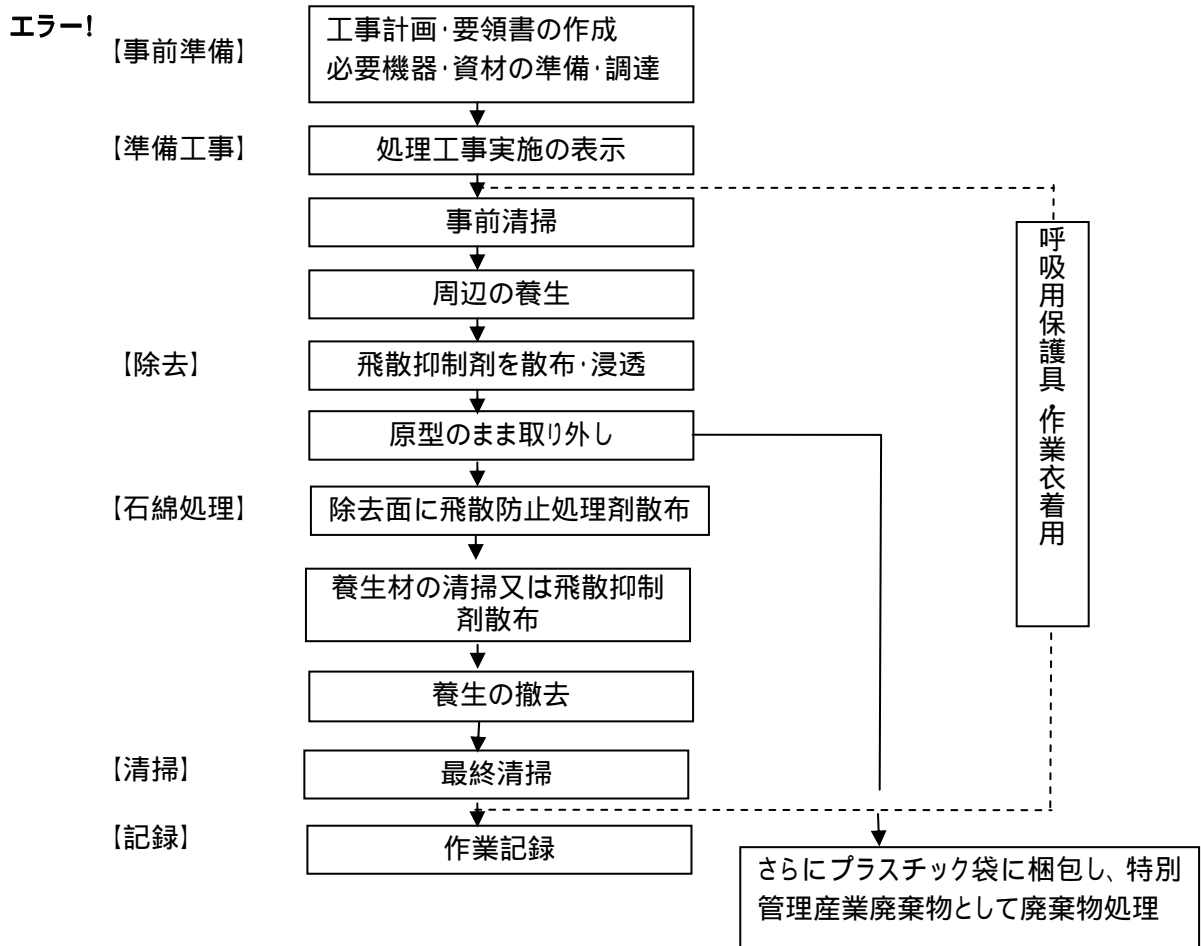 エラー!
【事前準備】
工事計画・要領書の作成
必要機器・資材の準備・調達
【準備工事】
処理工事実施の表示
事前清掃
周辺の養生
【除去】
飛散抑制剤を散布・浸透
原型のまま取り外し
【石綿処理】
除去面に飛散防止処理剤散布
養生材の清掃又は飛散抑制
剤散布
養生の撤去
【清掃】
最終清掃
【記録】
作業記録
呼吸用保護具・作業衣着用
さらにプラスチック袋に梱包し、特別
管理産業廃棄物として廃棄物処理